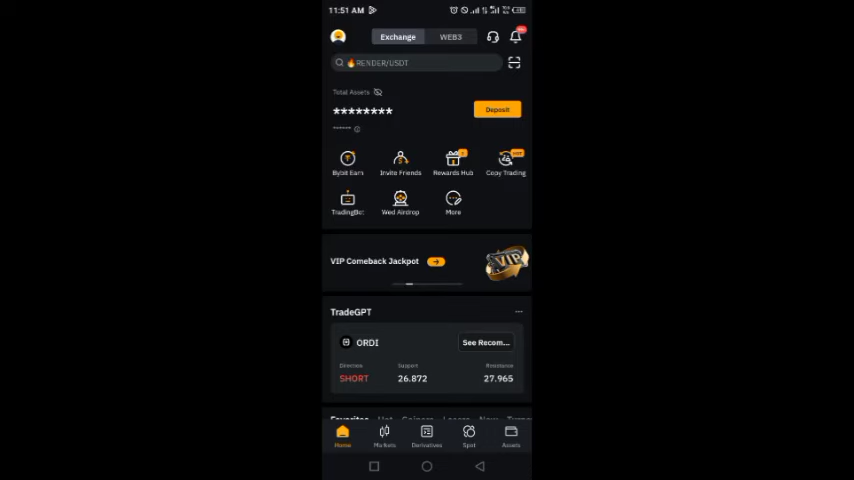 11:51 AM
Exchange WEB3
🔥RENDER/USDT
Total Assets
********
Deposit
Bybit Earn Invite Friends Rewards Hub Copy Trading
TradingBot Wed Airdrop More
VIP Comeback Jackpot
VIP
TradeGPT
ORDI See Recom...
Direction Support Resistance
SHORT 26.872 27.965
Favorites Hot Gainers Losers New Turno
Home Markets Derivatives Spot Assets